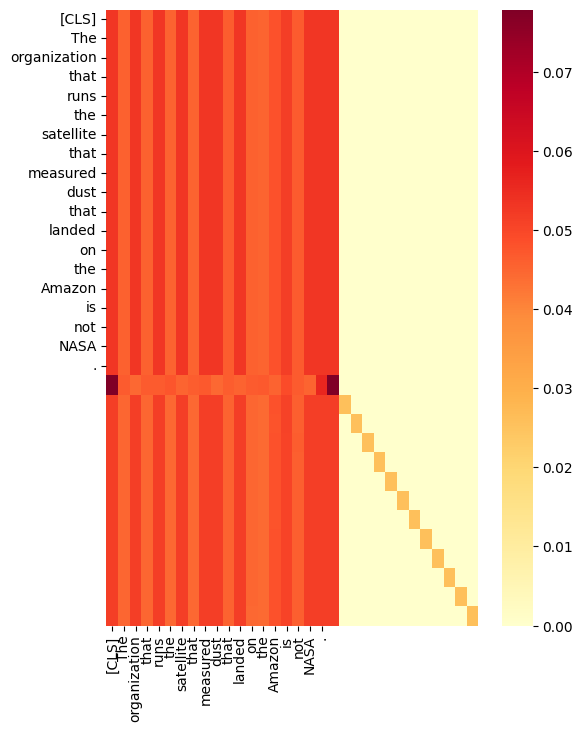 [CLS]
The
organization
that
runs
the
satellite
that
measured
dust
that
landed
on
the
Amazon
is
not
NASA
.
[CLS]
The
organization
that
runs
the
satellite
that
measured
dust
that
landed
on
the
Amazon
is
not
NASA
.
0.07
0.06
0.05
0.04
0.03
0.02
0.01
0.00